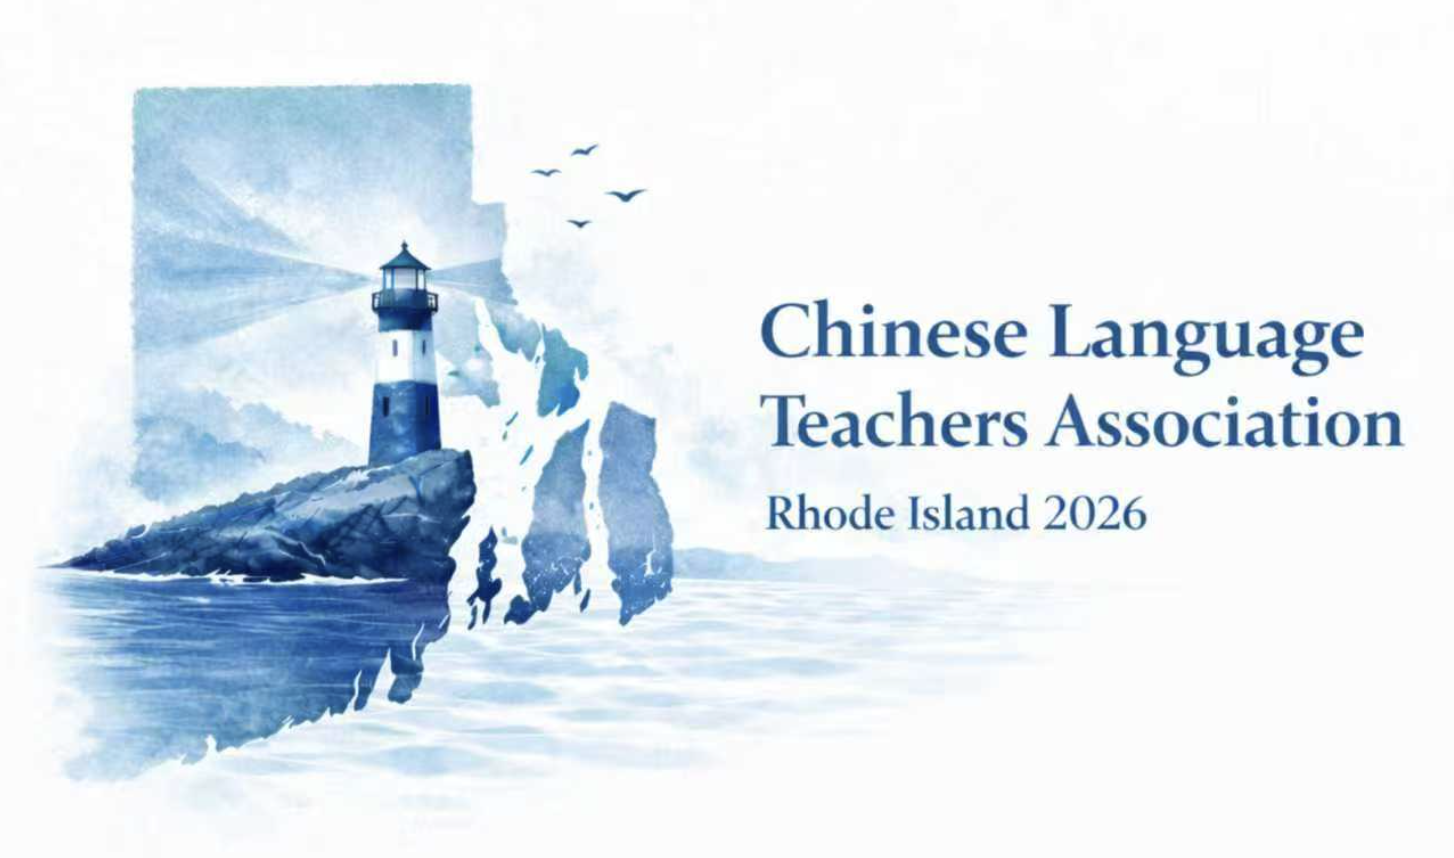 Chinese Language
Teachers Association
Rhode Island 2026